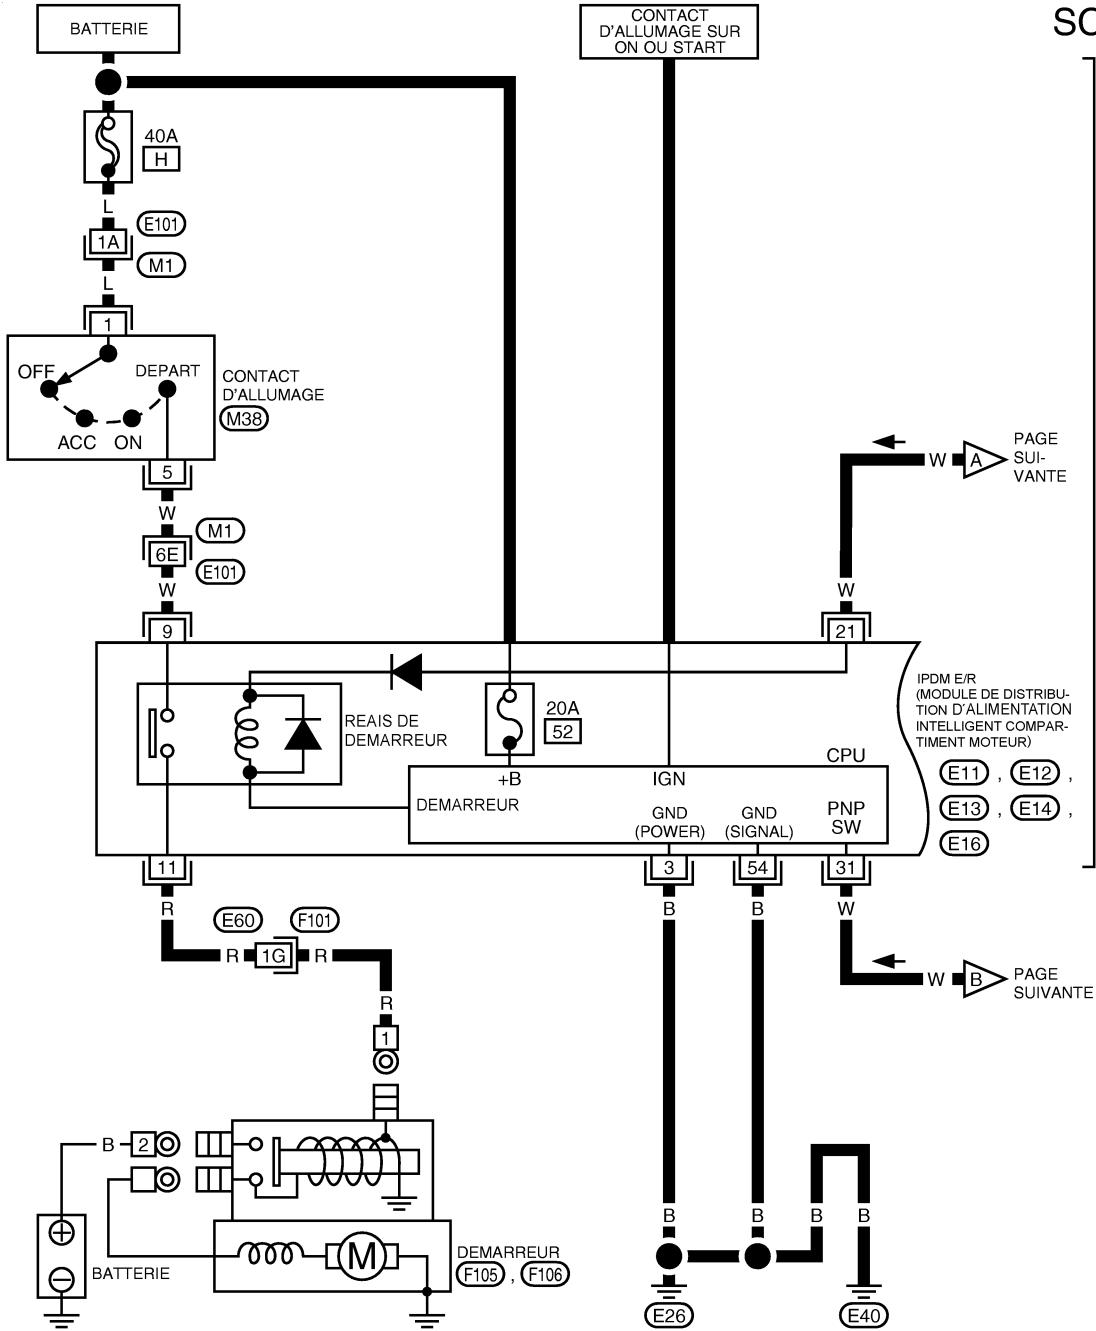 BATTERIE
CONTACT
D'ALLUMAGE SUR
ON OU START
SC
40A
H
L
E101
1A
M1
L
1
OFF
DEPART
ACC ON
CONTACT
D'ALLUMAGE
M38
5
W
M1
6E
E101
W
9
PAGE
SUI-
VANTE
W A
W
21
REAIS DE
DEMARREUR
20A
52
CPU
+B
IGN
DEMARREUR
GND
(POWER)
GND
(SIGNAL)
PNP
SW
IPDM E/R
(MODULE DE DISTRIBU-
TION D'ALIMENTATION
INTELLIGENT COMPAR-
TIMENT MOTEUR)
E11 , E12 ,
E13 , E14 ,
E16
11
3
54
31
R
B
B
W
E60
F101
R 1G R
W B
PAGE
SUIVANTE
R
1
B 2
BATTERIE
M
DEMARREUR
F105 , F106
B
B
B
B
E26
E40